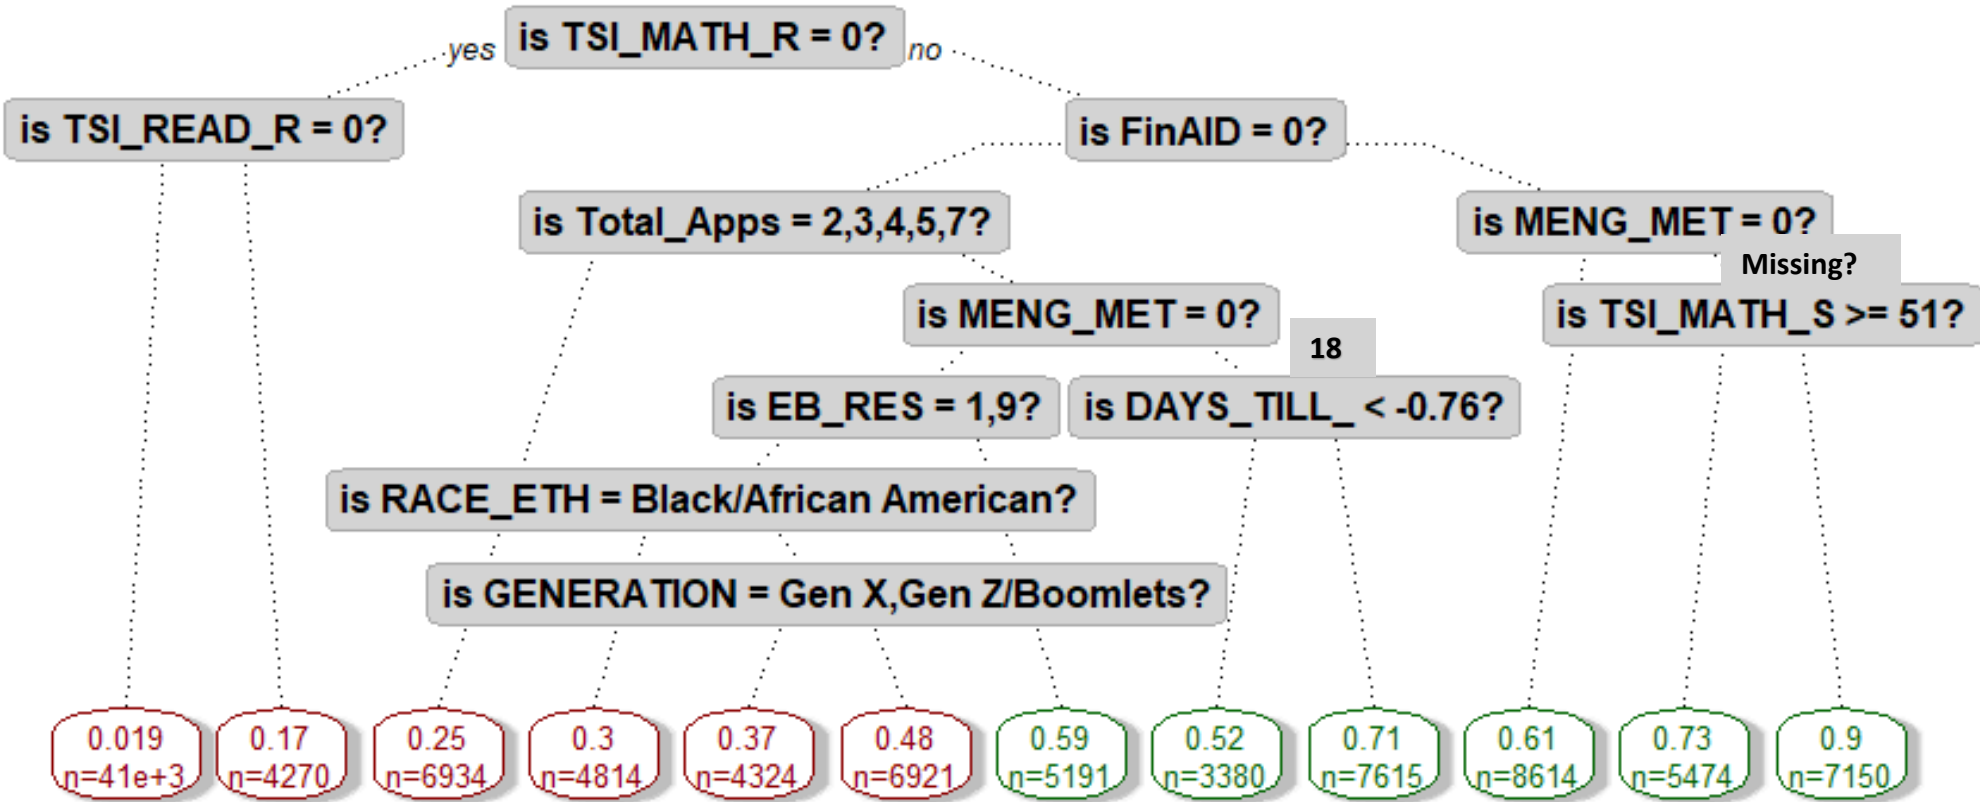 yes is TSI_MATH_R = 0? no
is TSI_READ_R = 0?
is FinAID = 0?
is Total_Apps = 2,3,4,5,7?
is MENG_MET = 0?
Missing?
is MENG_MET = 0?
is TSI_MATH_S >= 51?
18
is EB_RES = 1,9?
is DAYS_TILL_ < -0.76?
is RACE_ETH = Black/African American?
is GENERATION = Gen X,Gen Z/Boomlets?
0.019
n=41e+3
0.17
n=4270
0.25
n=6934
0.3
n=4814
0.37
n=4324
0.48
n=6921
0.59
n=5191
0.52
n=3380
0.71
n=7615
0.61
n=8614
0.73
n=5474
0.9
n=7150